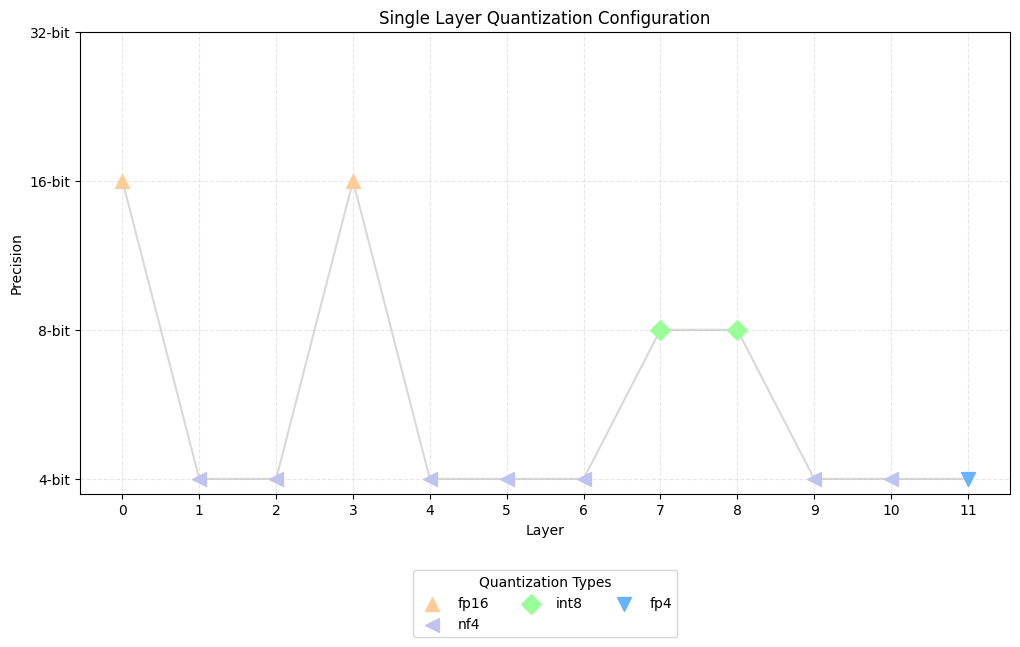 Single Layer Quantization Configuration
32-bit
16-bit
8-bit
4-bit
Precision
0 1 2 3 4 5 6 7 8 9 10 11
Layer
Quantization Types
fp16 int8 fp4
nf4